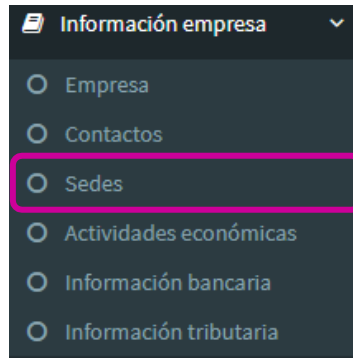 Información empresa
Empresa
Contactos
Sedes
Actividades económicas
Información bancaria
Información tributaria